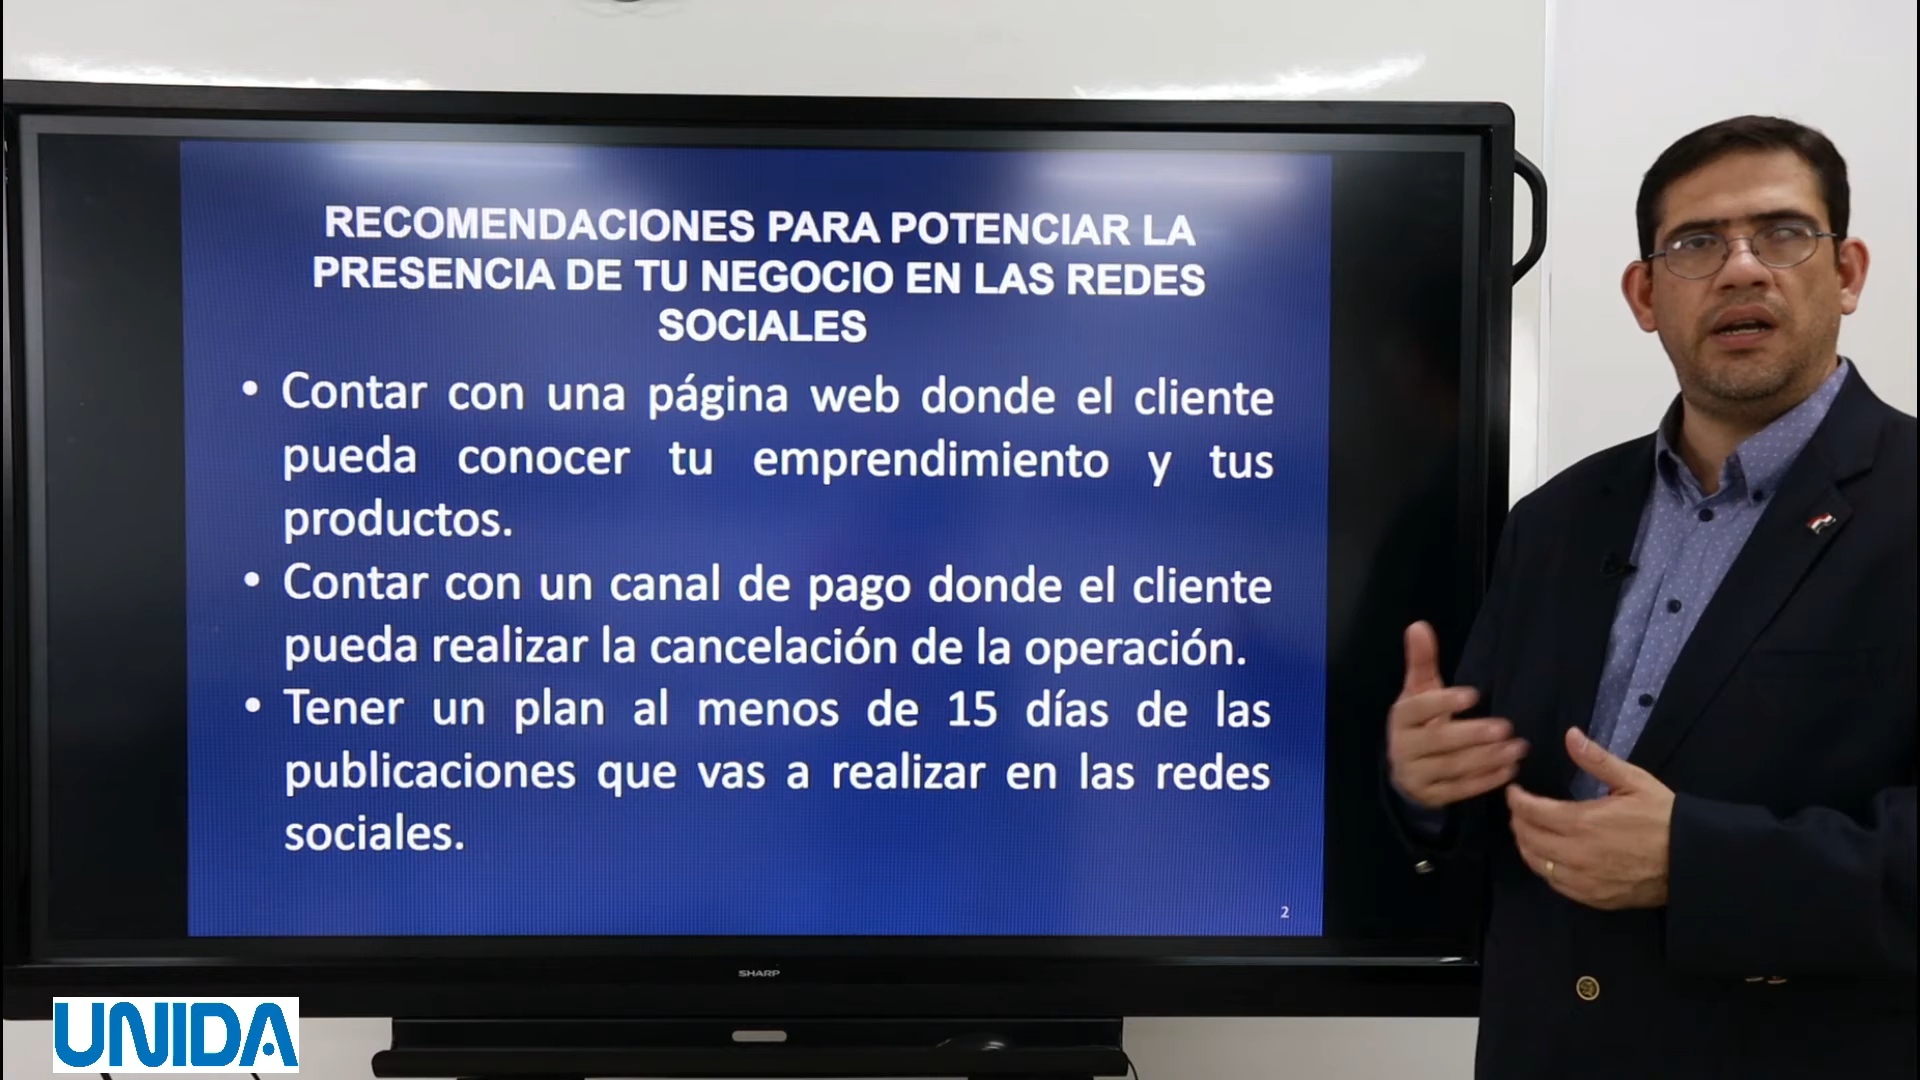 RECOMENDACIONES PARA POTENCIAR LA
PRESENCIA DE TU NEGOCIO EN LAS REDES
SOCIALES
• Contar con una página web donde el cliente
pueda conocer tu emprendimiento y tus
productos.
• Contar con un canal de pago donde el cliente
pueda realizar la cancelación de la operación.
• Tener un plan al menos de 15 días de las
publicaciones que vas a realizar en las redes
sociales.
2
SHARP
UNIDA